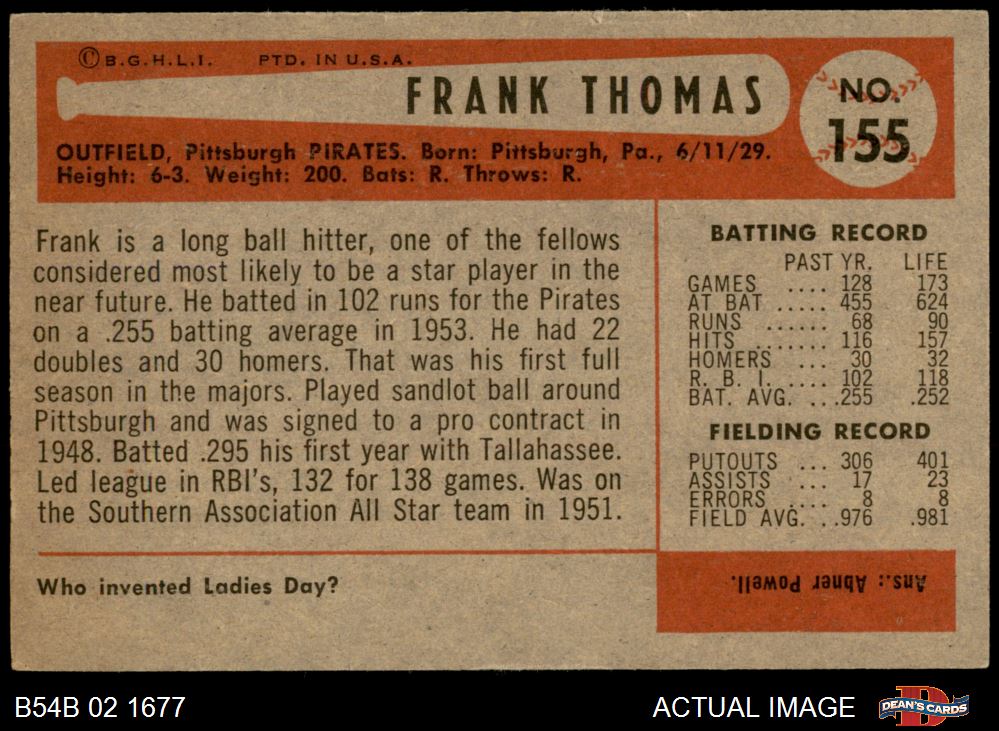 © B.G.H.L.I. PTD. IN U.S.A.
FRANK THOMAS
NO.
155
OUTFIELD, Pittsburgh PIRATES. Born: Pittsburgh, Pa., 6/11/29.
Height: 6-3. Weight: 200. Bats: R. Throws: R.
Frank is a long ball hitter, one of the fellows
considered most likely to be a star player in the
near future. He batted in 102 runs for the Pirates
on a .255 batting average in 1953. He had 22
doubles and 30 homers. That was his first full
season in the majors. Played sandlot ball around
Pittsburgh and was signed to a pro contract in
1948. Batted .295 his first year with Tallahassee.
Led league in RBI's, 132 for 138 games. Was on
the Southern Association All Star team in 1951.
BATTING RECORD
PAST YR. LIFE
GAMES .... 128 173
AT BAT ..... 455 624
RUNS ...... 68 90
HITS ....... 116 157
HOMERS .... 30 32
R. B. I. .... 102 118
BAT. AVG. ... .255 .252
FIELDING RECORD
PUTOUTS ... 306 401
ASSISTS .... 17 23
ERRORS .... 8 8
FIELD AVG. .. .976 .981
Who invented Ladies Day?
Ans.: Abner Powell.
B54B 02 1677
ACTUAL IMAGE
D
DEAN'S CARDS